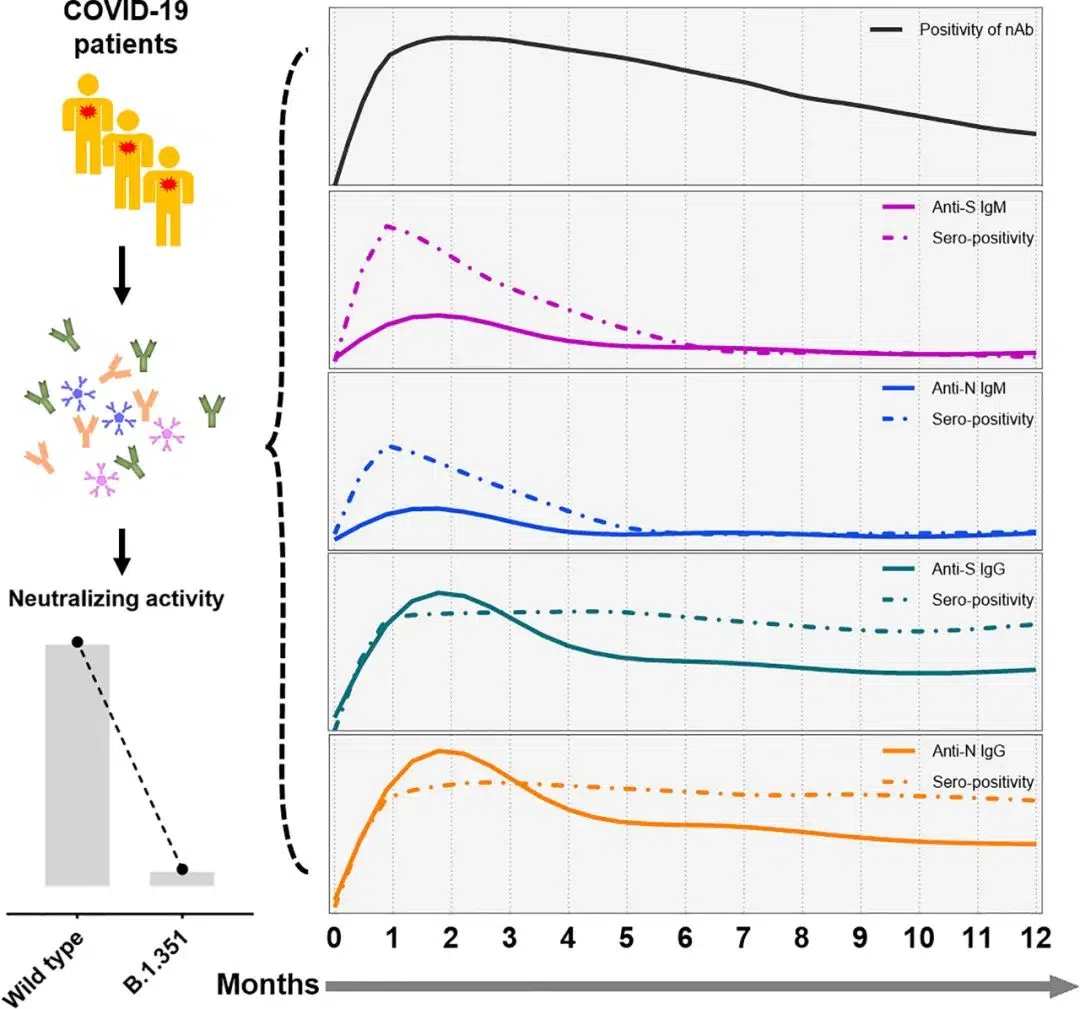 COVID-19
patients
Neutralizing activity
Wild type
B.1.351
Positivity of nAb
Anti-S IgM
Sero-positivity
Anti-N IgM
Sero-positivity
Anti-S IgG
Sero-positivity
Anti-N IgG
Sero-positivity
0 1 2 3 4 5 6 7 8 9 10 11 12
Months